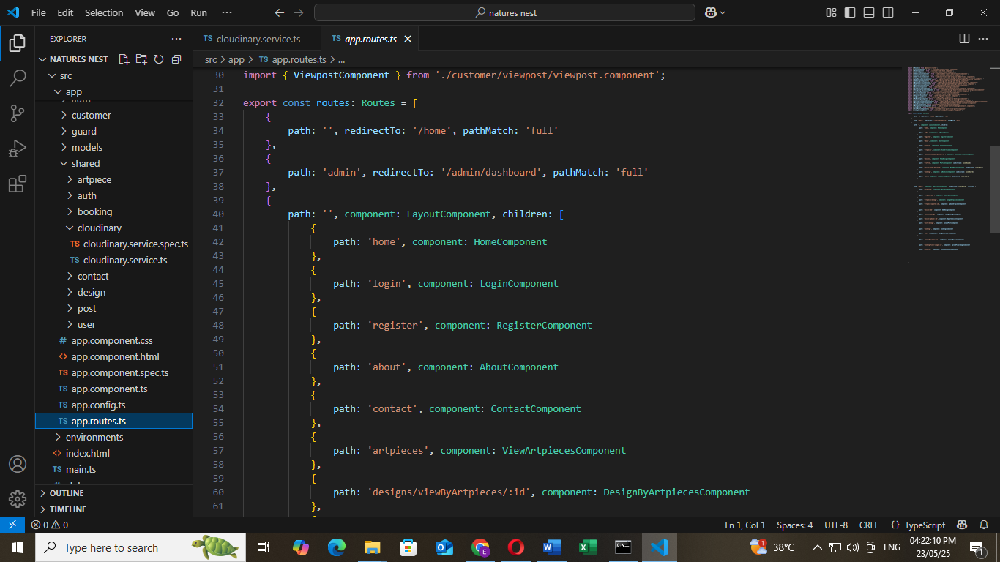 File Edit Selection View Go Run ···
natures nest
EXPLORER
NATURES NEST
src
app
auth
customer
guard
models
shared
artpiece
auth
booking
cloudinary
TS cloudinary.service.spec.ts
TS cloudinary.service.ts
contact
design
post
user
# app.component.css
<> app.component.html
TS app.component.spec.ts
TS app.component.ts
TS app.config.ts
TS app.routes.ts
environments
<> index.html
TS main.ts
# styles.css
OUTLINE
TIMELINE
TS cloudinary.service.ts
TS app.routes.ts
src > app > TS app.routes.ts > ...
30 import { ViewpostComponent } from './customer/viewpost/viewpost.component';
31
32 export const routes: Routes = [
33 {
34 path: '', redirectTo: '/home', pathMatch: 'full'
35 },
36 {
37 path: 'admin', redirectTo: '/admin/dashboard', pathMatch: 'full'
38 },
39 {
40 path: '', component: LayoutComponent, children: [
41 {
42 path: 'home', component: HomeComponent
43 },
44 {
45 path: 'login', component: LoginComponent
46 },
47 {
48 path: 'register', component: RegisterComponent
49 },
50 {
51 path: 'about', component: AboutComponent
52 },
53 {
54 path: 'contact', component: ContactComponent
55 },
56 {
57 path: 'artpieces', component: ViewArtpiecesComponent
58 },
59 {
60 path: 'designs/viewByArtpieces/:id', component: DesignByArtpiecesComponent
61 },
0 0
Ln 1, Col 1 Spaces: 4 UTF-8 CRLF {} TypeScript
Type here to search
1 38°C ENG
04:22:10 PM
23/05/25
1